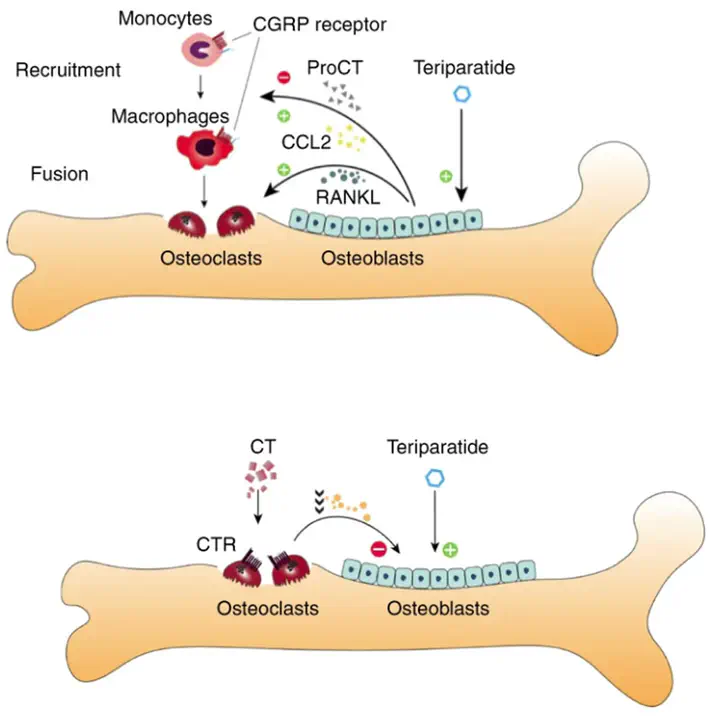 Monocytes
CGRP receptor
Recruitment
ProCT
Teriparatide
Macrophages
CCL2
Fusion
RANKL
Osteoclasts
Osteoblasts
CT
Teriparatide
CTR
Osteoclasts
Osteoblasts